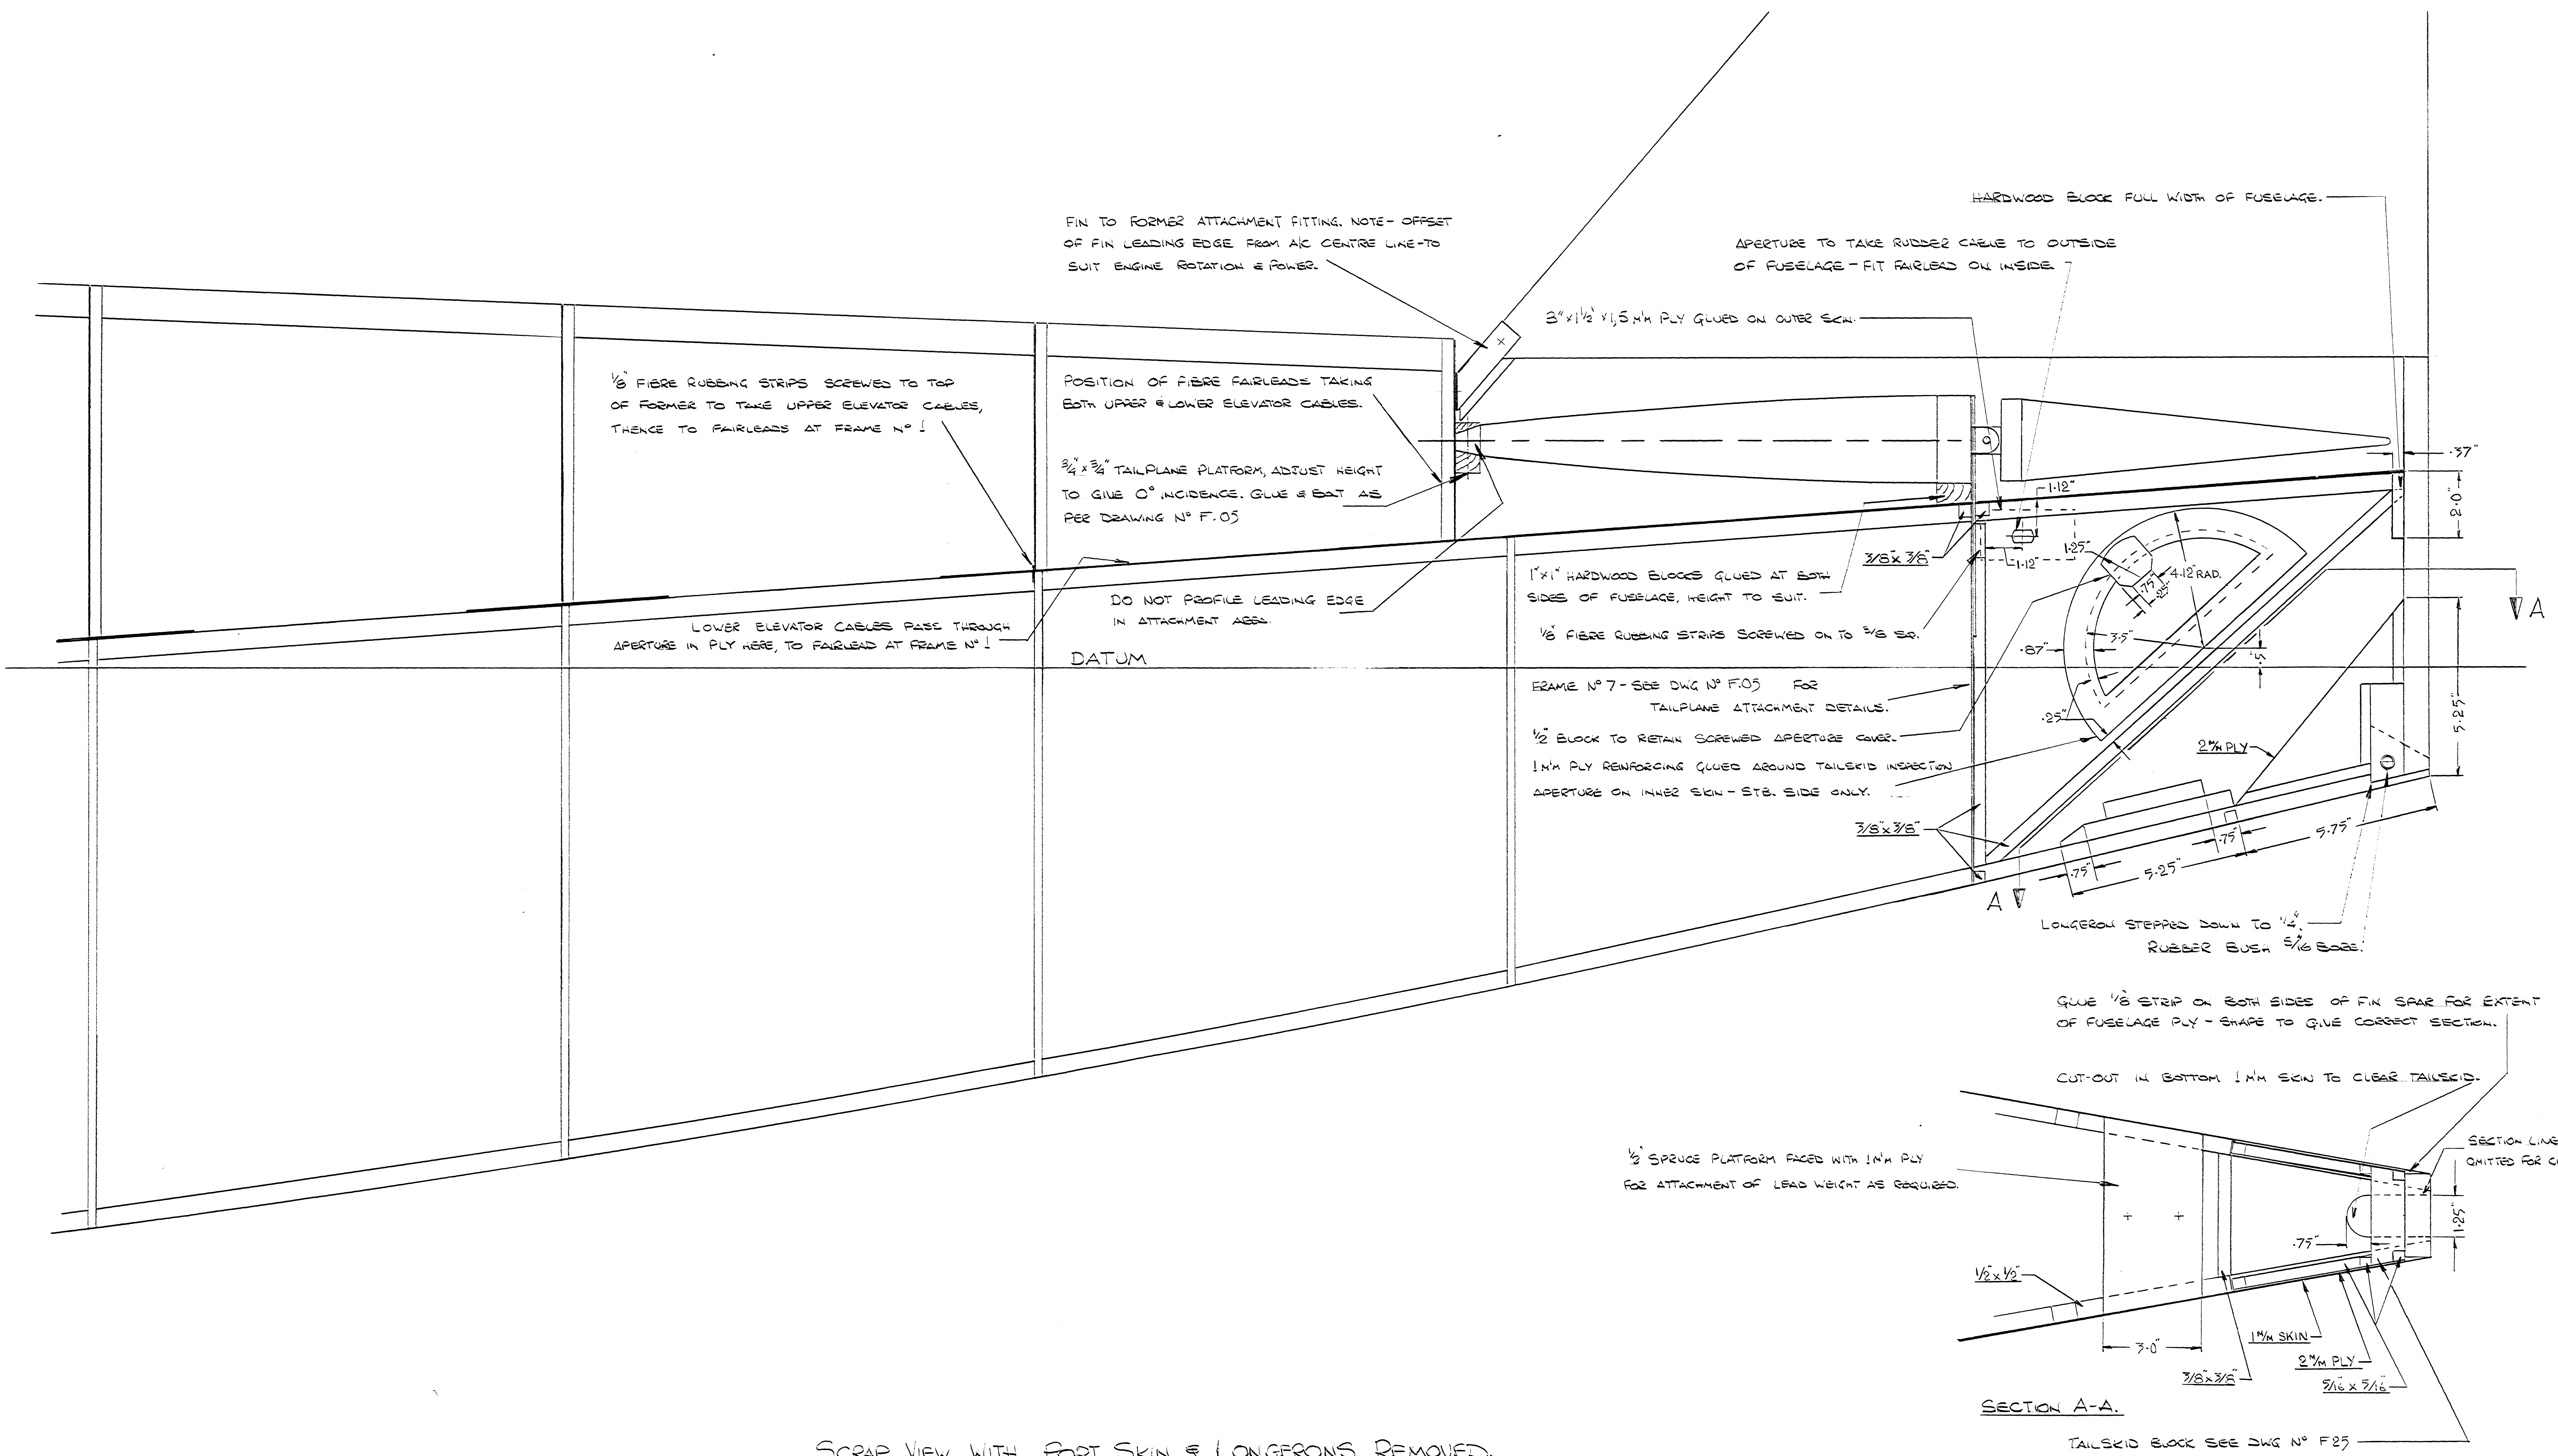 HARDWOOD BLOCK FULL WIDTH OF FUSELAGE.
FIN TO FORMER ATTACHMENT FITTING. NOTE- OFFSET
OF FIN LEADING EDGE FROM A/C CENTRE LINE-TO
SUIT ENGINE ROTATION & POWER.
APERTURE TO TAKE RUDDER CABLE TO OUTSIDE
OF FUSELAGE - FIT FAIRLEAD ON INSIDE.
3"x1½"x1,5 M/M PLY GLUED ON OUTER SKIN.
⅛" FIBRE RUBBING STRIPS SCREWED TO TOP
OF FORMER TO TAKE UPPER ELEVATOR CABLES,
THENCE TO FAIRLEADS AT FRAME Nº 1
POSITION OF FIBRE FAIRLEADS TAKING
BOTH UPPER & LOWER ELEVATOR CABLES.
¾"x¾" TAILPLANE PLATFORM, ADJUST HEIGHT
TO GIVE 0° INCIDENCE. GLUE & BOLT AS
PER DRAWING Nº F.05
.37"
2.0"
1.12"
3/8"x3/8"
1.12"
1.25"
.75"
.25"
4.12 RAD.
1"x1" HARDWOOD BLOCKS GLUED AT BOTH
SIDES OF FUSELAGE, HEIGHT TO SUIT.
DO NOT PROFILE LEADING EDGE
IN ATTACHMENT AREA.
A
LOWER ELEVATOR CABLES PASS THROUGH
APERTURE IN PLY HERE, TO FAIRLEAD AT FRAME Nº 1
⅛" FIBRE RUBBING STRIPS SCREWED ON TO 3/8 SQ.
.87"
3.5"
.5"
DATUM
FRAME Nº 7 - SEE DWG Nº F.05 FOR
TAILPLANE ATTACHMENT DETAILS.
.25"
5.25"
½" BLOCK TO RETAIN SCREWED APERTURE COVER.
2 M/M PLY
1 M/M PLY REINFORCING GLUED AROUND TAILSKID INSPECTION
APERTURE ON INNER SKIN - STB. SIDE ONLY.
3/8"x3/8"
.75"
5.75"
.75"
5.25"
A
LONGERON STEPPED DOWN TO ¼".
RUBBER BUSH 5/16" BORE.
GLUE ⅛" STRIP ON BOTH SIDES OF FIN SPAR FOR EXTENT
OF FUSELAGE PLY - SHAPE TO GIVE CORRECT SECTION.
CUT-OUT IN BOTTOM 1 M/M SKIN TO CLEAR TAILSKID.
SECTION LINE
OMITTED FOR
½" SPRUCE PLATFORM FACED WITH 1 M/M PLY
FOR ATTACHMENT OF LEAD WEIGHT AS REQUIRED.
1.25"
.75"
1/2"x1/2"
3.0"
1 M/M SKIN
2 M/M PLY
3/8"x3/8"
5/16"x5/16"
SECTION A-A.
TAILSKID BLOCK SEE DWG Nº F25
SCRAP VIEW WITH PORT SKIN & LONGERONS REMOVED.